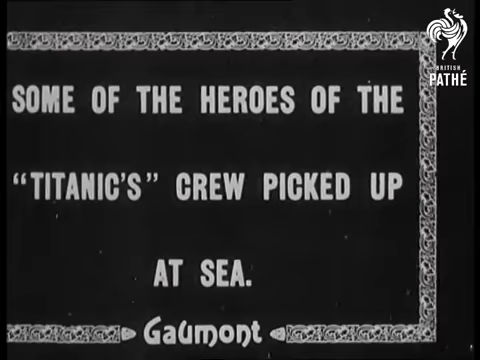 BRITISH
PATHÉ
SOME OF THE HEROES OF THE
“TITANIC'S” CREW PICKED UP
AT SEA.
Gaumont